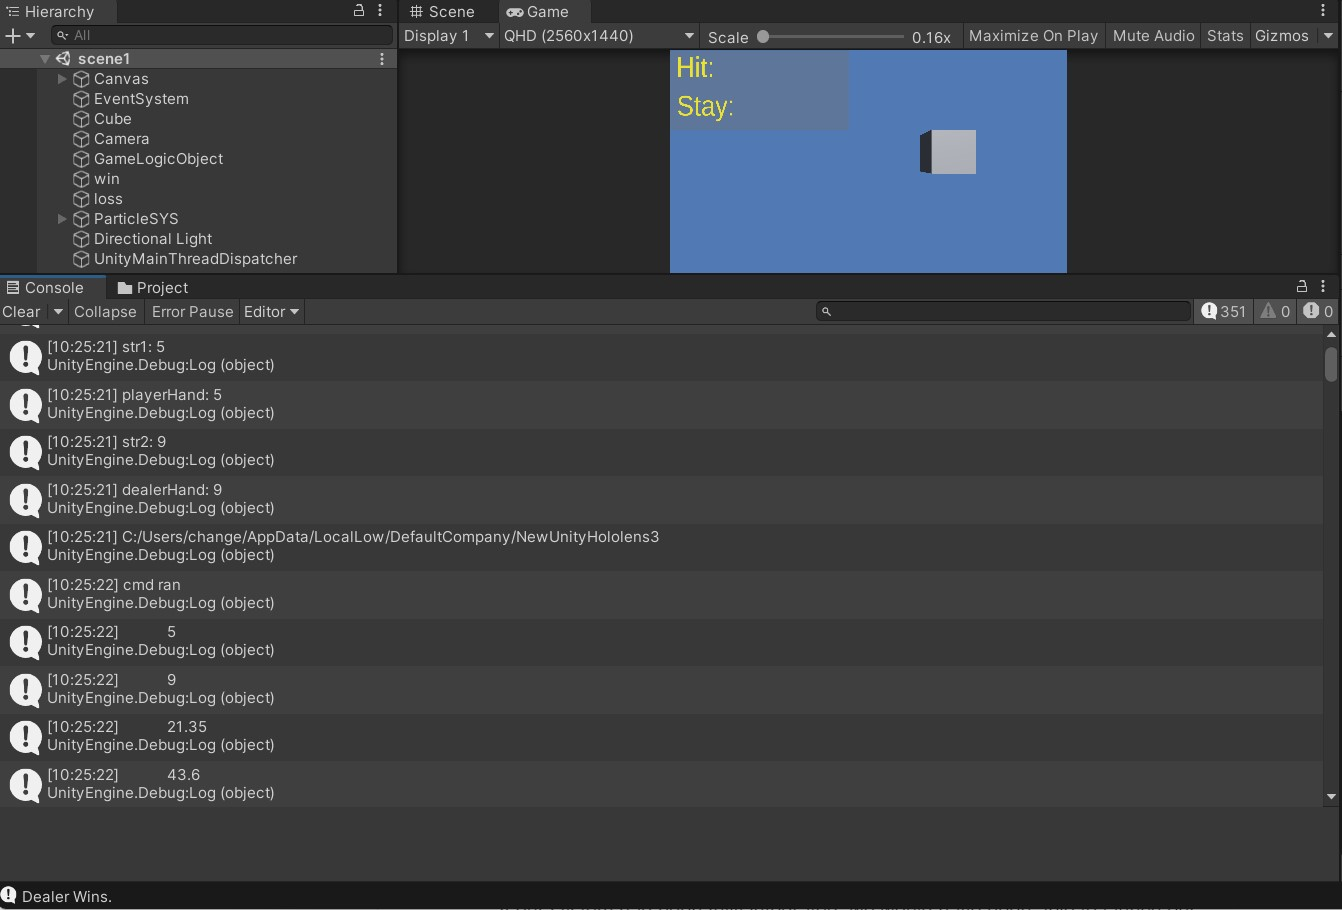 Hierarchy
All
scene1
Canvas
EventSystem
Cube
Camera
GameLogicObject
win
loss
ParticleSYS
Directional Light
UnityMainThreadDispatcher
Scene Game
Display 1 QHD (2560x1440) Scale 0.16x Maximize On Play Mute Audio Stats Gizmos
Hit:
Stay:
Console Project
Clear Collapse Error Pause Editor 351 0 0
[10:25:21] str1: 5
UnityEngine.Debug:Log (object)
[10:25:21] playerHand: 5
UnityEngine.Debug:Log (object)
[10:25:21] str2: 9
UnityEngine.Debug:Log (object)
[10:25:21] dealerHand: 9
UnityEngine.Debug:Log (object)
[10:25:21] C:/Users/change/AppData/LocalLow/DefaultCompany/NewUnityHololens3
UnityEngine.Debug:Log (object)
[10:25:22] cmd ran
UnityEngine.Debug:Log (object)
[10:25:22] 5
UnityEngine.Debug:Log (object)
[10:25:22] 9
UnityEngine.Debug:Log (object)
[10:25:22] 21.35
UnityEngine.Debug:Log (object)
[10:25:22] 43.6
UnityEngine.Debug:Log (object)
Dealer Wins.